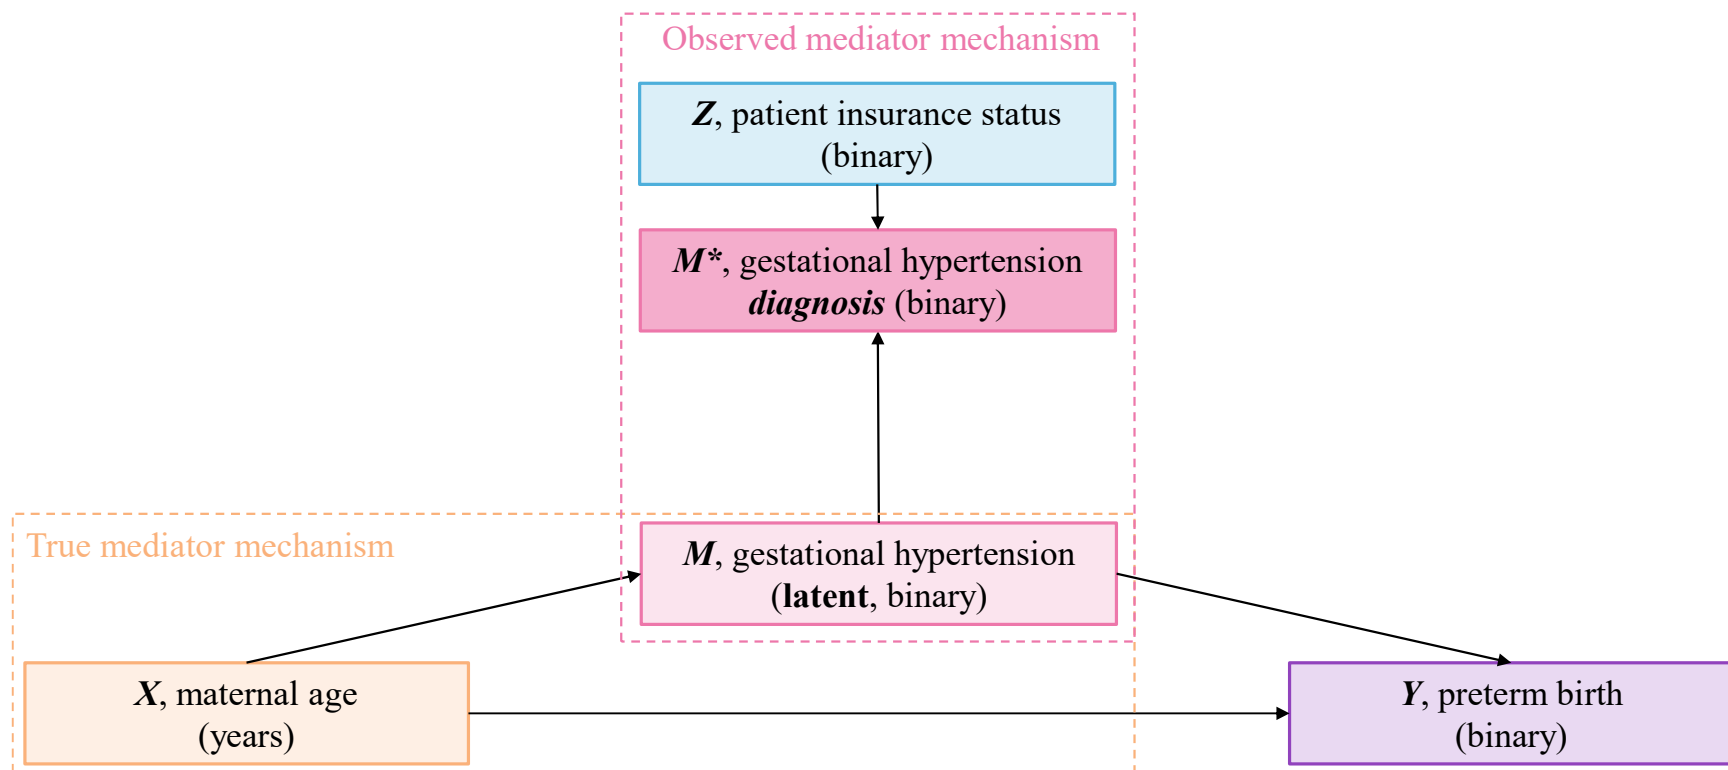 Observed mediator mechanism
Z, patient insurance status
(binary)
M*, gestational hypertension
diagnosis (binary)
True mediator mechanism
M, gestational hypertension
(latent, binary)
X, maternal age
(years)
Y, preterm birth
(binary)